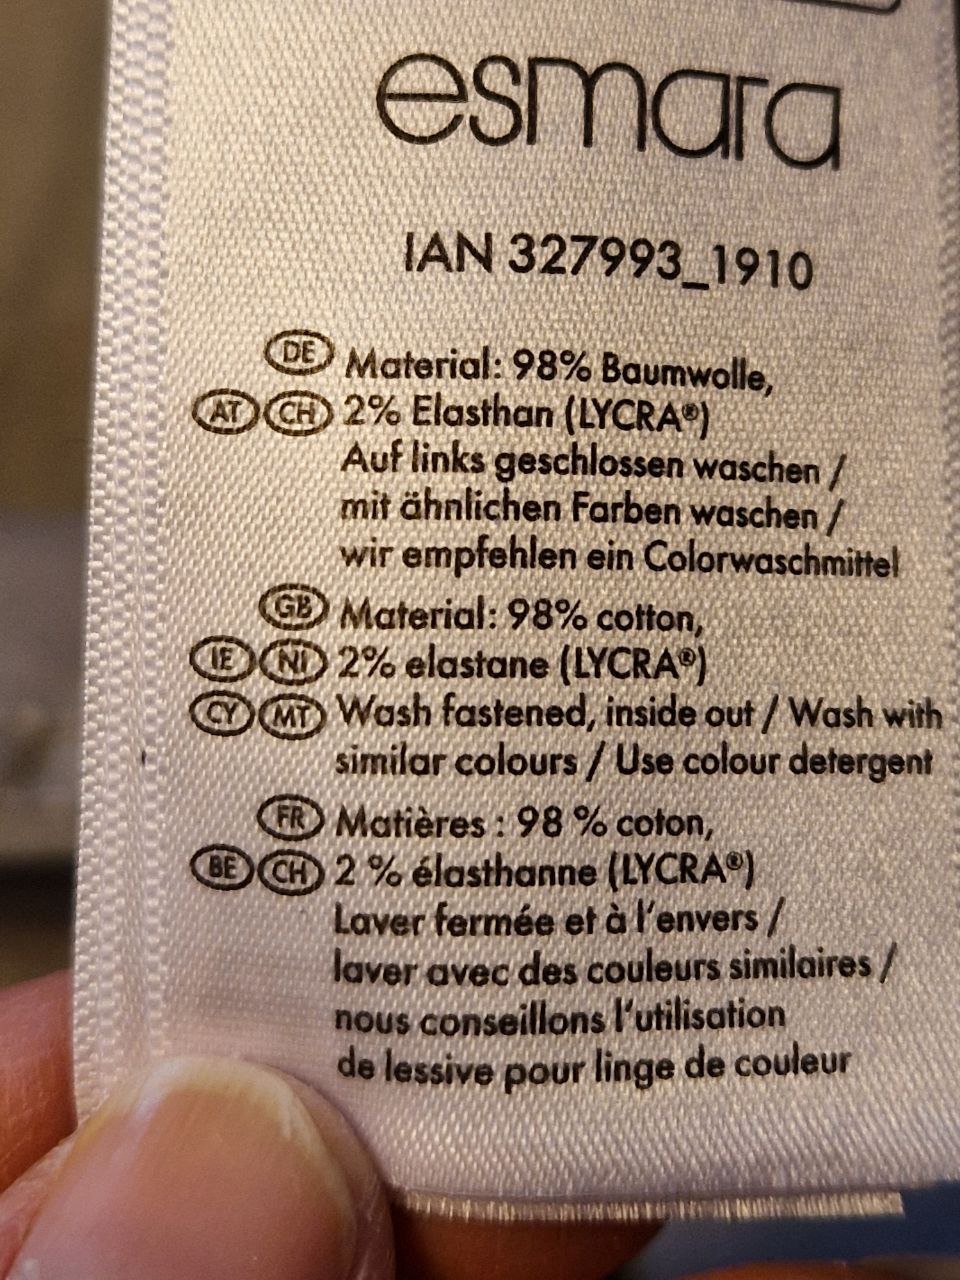 esmara
IAN 327993_1910
DE Material: 98% Baumwolle,
AT CH 2% Elasthan (LYCRA®)
Auf links geschlossen waschen /
mit ähnlichen Farben waschen /
wir empfehlen ein Colorwaschmittel
GB Material: 98% cotton,
IE NI 2% elastane (LYCRA®)
CY MT Wash fastened, inside out / Wash with
similar colours / Use colour detergent
FR Matières : 98 % coton,
BE CH 2 % élasthanne (LYCRA®)
Laver fermée et à l'envers /
laver avec des couleurs similaires /
nous conseillons l'utilisation
de lessive pour linge de couleur